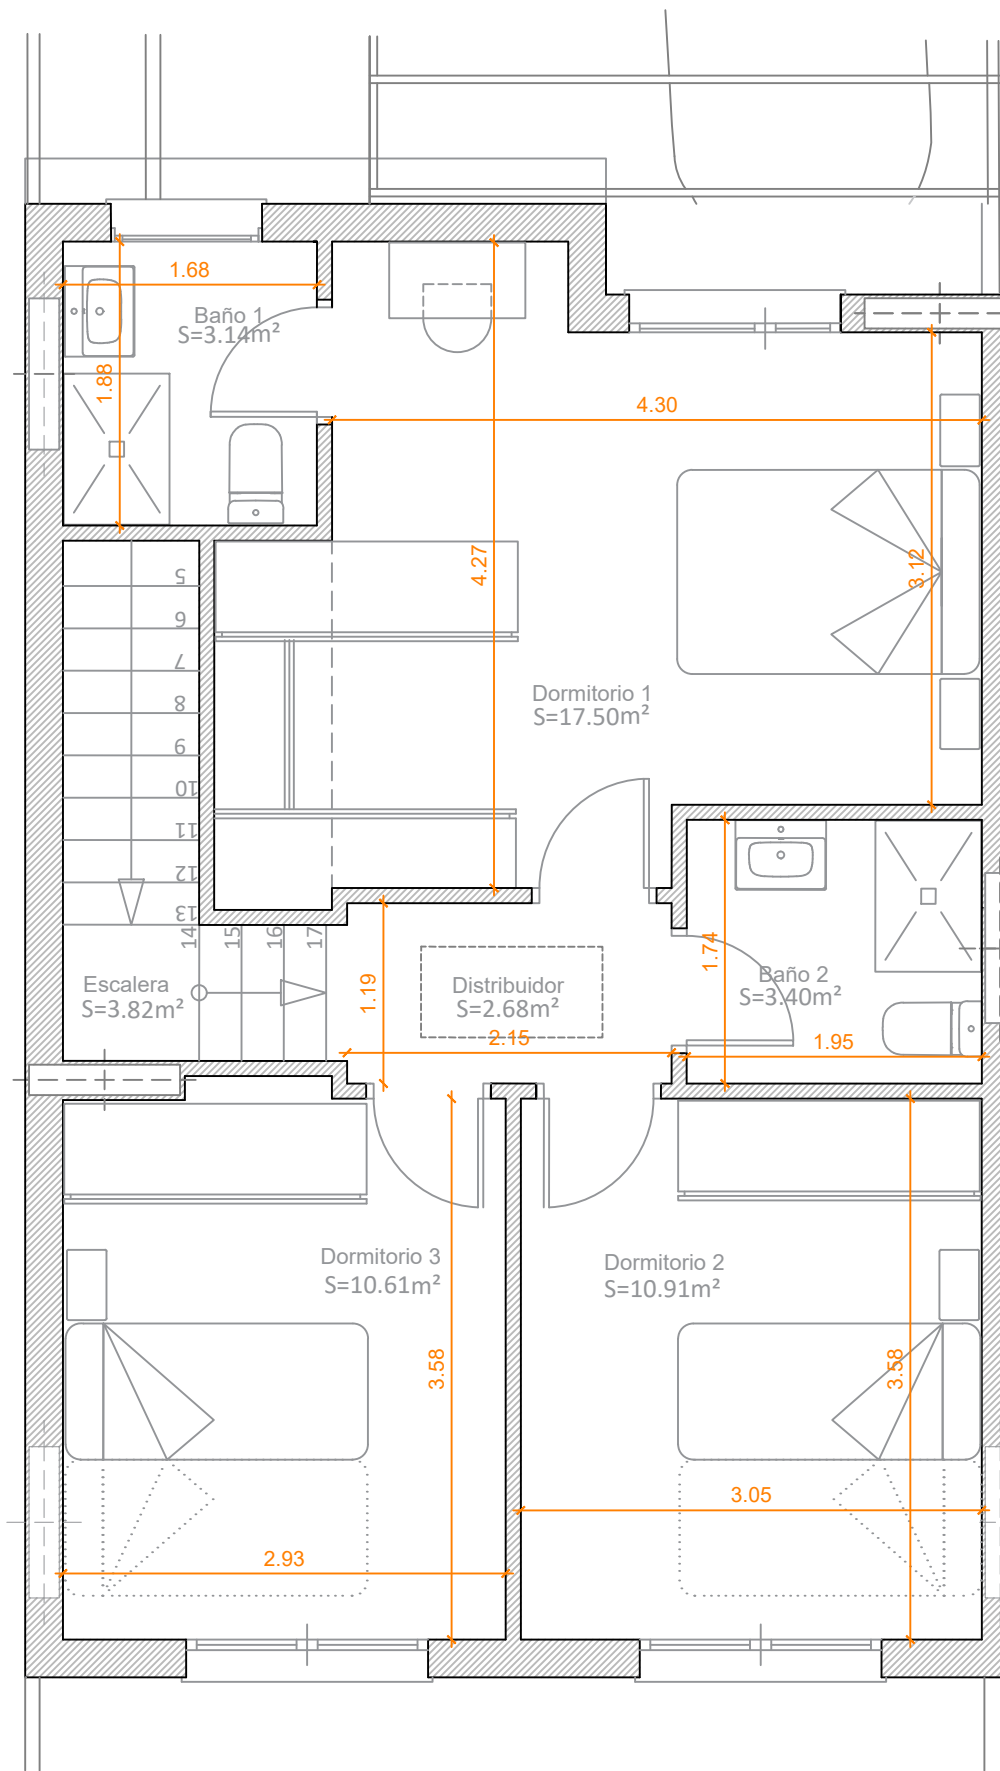 1.68
Baño 1
S=3.14m²
1.88
4.30
4.27
3.12
5
6
7
8
9
10
11
12
13
14
15
16
17
Dormitorio 1
S=17.50m²
1.74
Escalera
S=3.82m²
1.19
Distribuidor
S=2.68m²
2.15
Baño 2
S=3.40m²
1.95
Dormitorio 3
S=10.61m²
Dormitorio 2
S=10.91m²
3.58
3.58
3.05
2.93